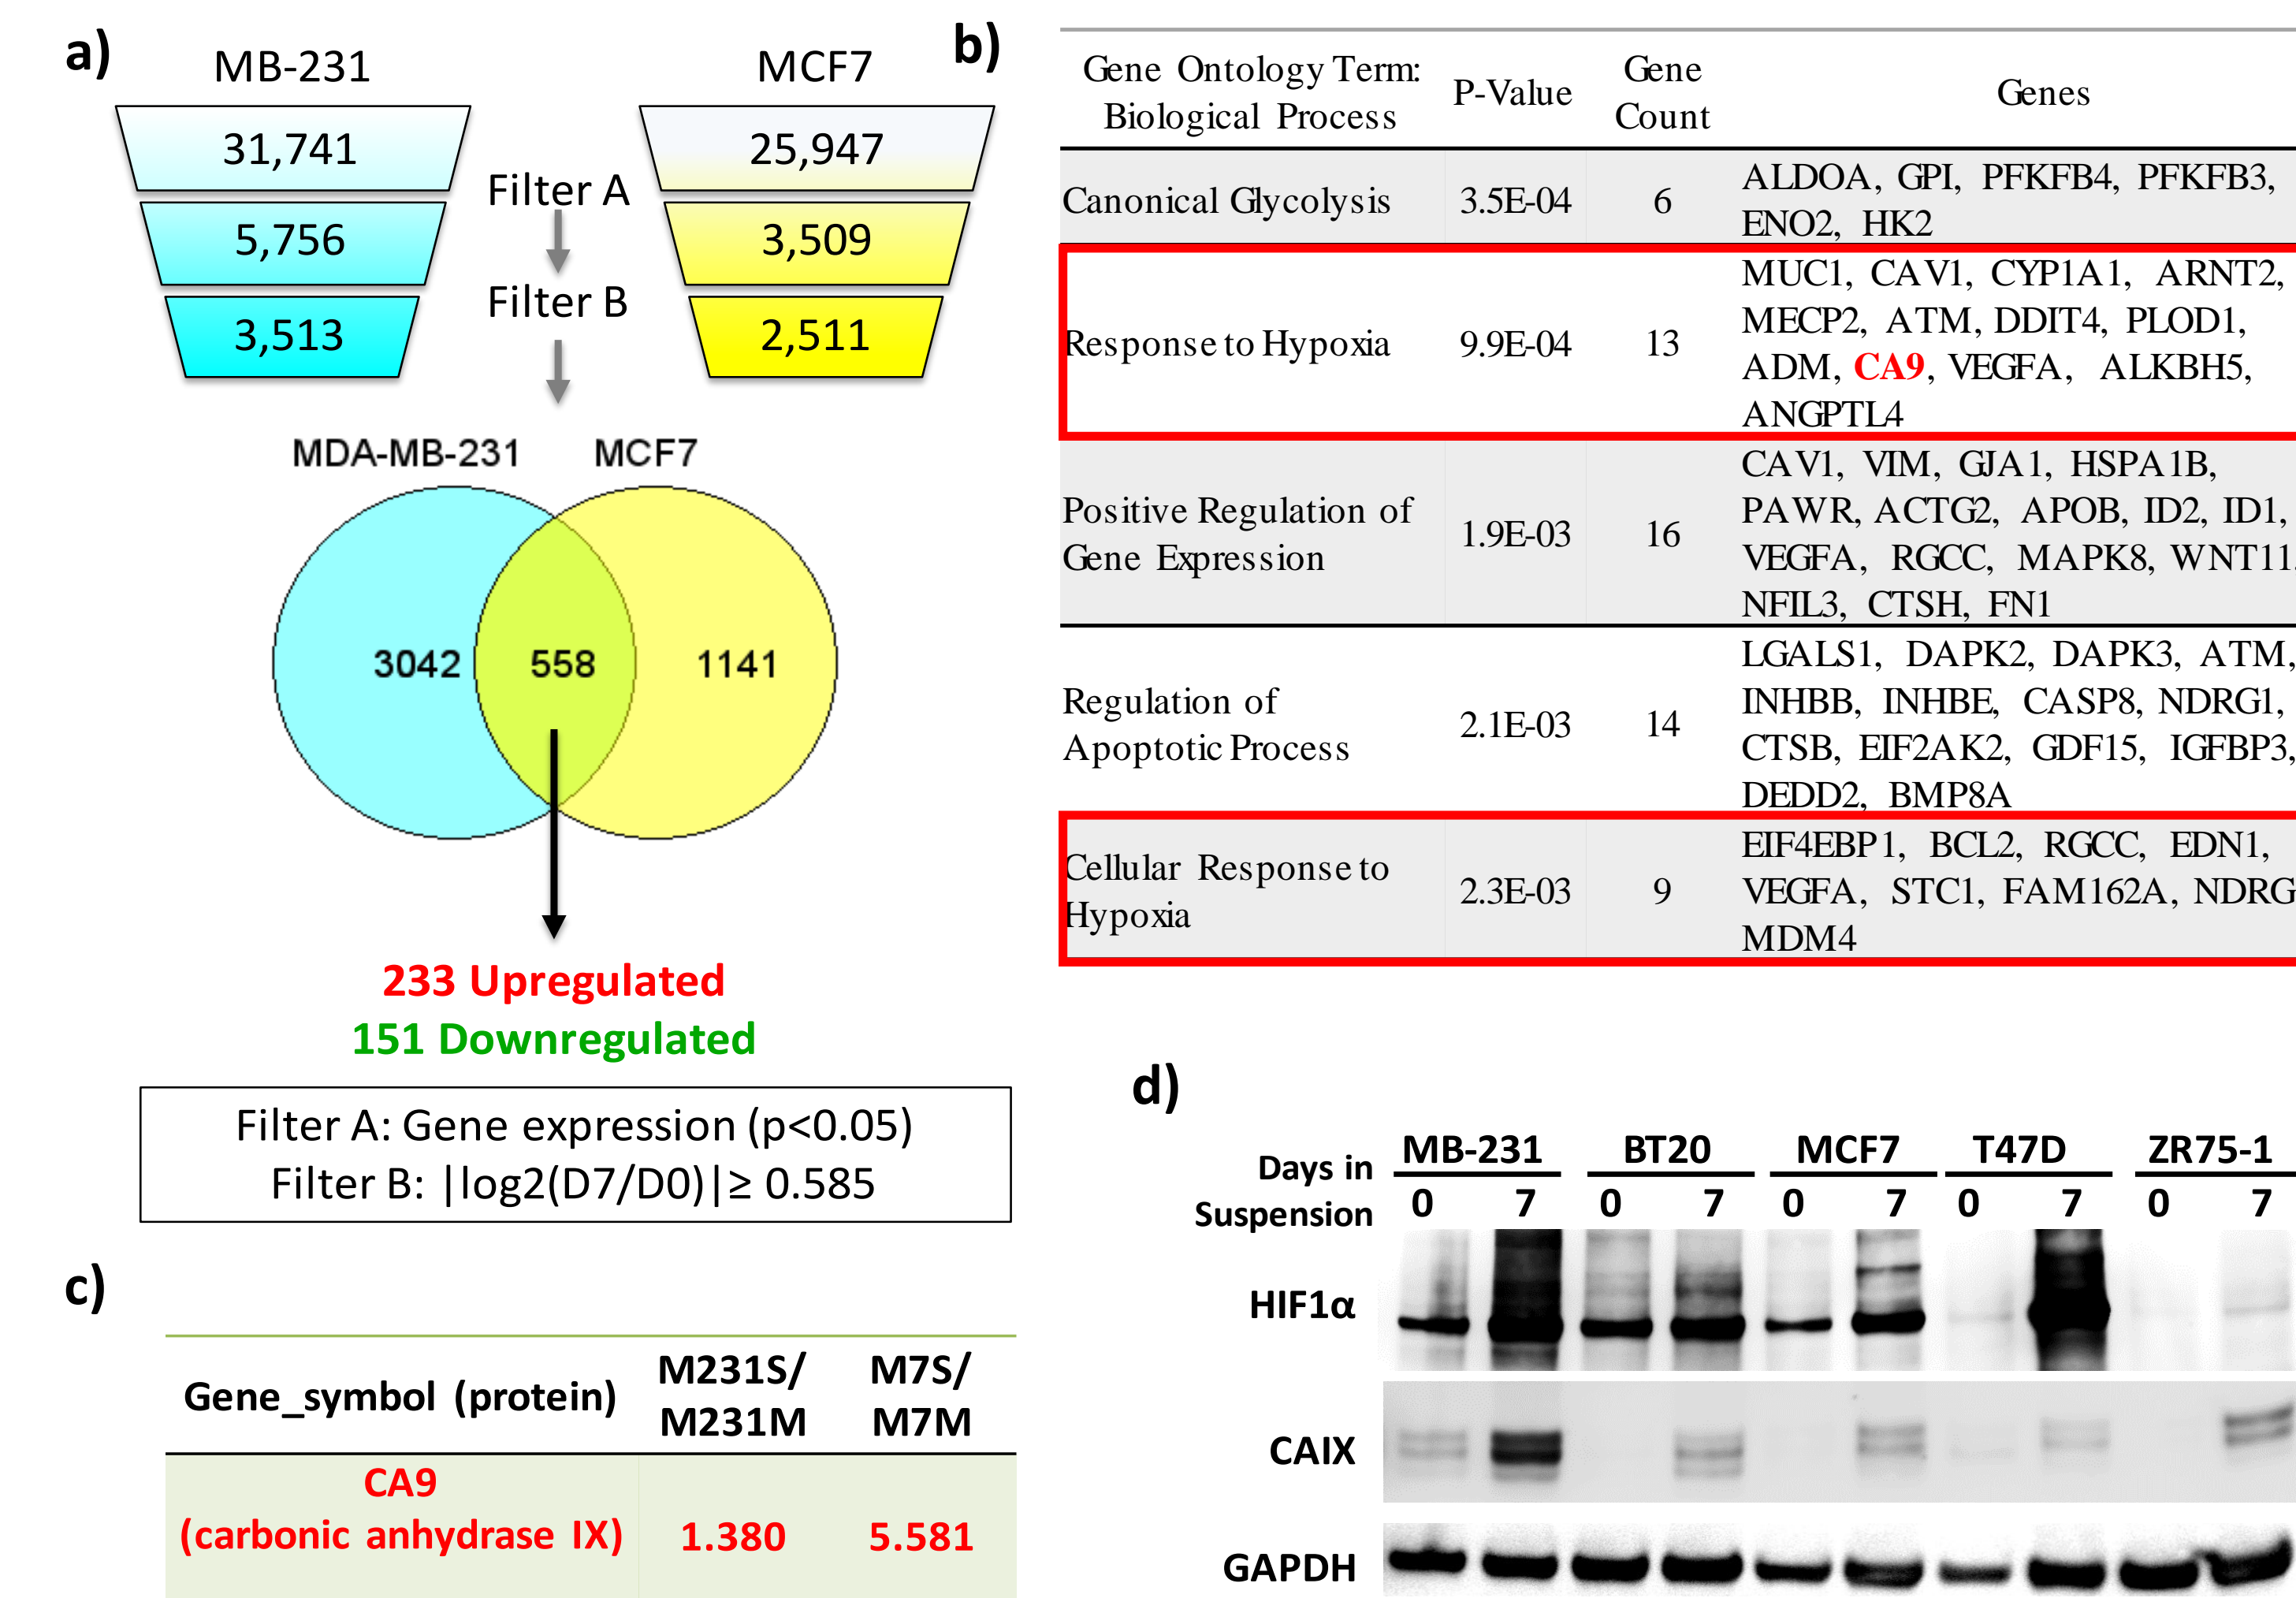 a)
MB-231
MCF7
31,741
25,947
Filter A
5,756
3,509
Filter B
3,513
2,511
MDA-MB-231
MCF7
3042
558
1141
233 Upregulated
151 Downregulated
Filter A: Gene expression (p<0.05)
Filter B: |log2(D7/D0)|≥ 0.585
b)
Gene Ontology Term:
Biological Process
P-Value
Gene
Count
Genes
Canonical Glycolysis
3.5E-04
6
ALDOA, GPI, PFKFB4, PFKFB3,
ENO2, HK2
Response to Hypoxia
9.9E-04
13
MUC1, CAV1, CYP1A1, ARNT2,
MECP2, ATM, DDIT4, PLOD1,
ADM, CA9, VEGFA, ALKBH5,
ANGPTL4
Positive Regulation of
Gene Expression
1.9E-03
16
CAV1, VIM, GJA1, HSPA1B,
PAWR, ACTG2, APOB, ID2, ID1,
VEGFA, RGCC, MAPK8, WNT11,
NFIL3, CTSH, FN1
Regulation of
Apoptotic Process
2.1E-03
14
LGALS1, DAPK2, DAPK3, ATM,
INHBB, INHBE, CASP8, NDRG1,
CTSB, EIF2AK2, GDF15, IGFBP3,
DEDD2, BMP8A
Cellular Response to
Hypoxia
2.3E-03
9
EIF4EBP1, BCL2, RGCC, EDN1,
VEGFA, STC1, FAM162A, NDRG
MDM4
c)
Gene_symbol (protein)
M231S/
M231M
M7S/
M7M
CA9
(carbonic anhydrase IX)
1.380
5.581
d)
Days in
Suspension
MB-231
BT20
MCF7
T47D
ZR75-1
0 7 0 7 0 7 0 7 0 7
HIF1α
CAIX
GAPDH